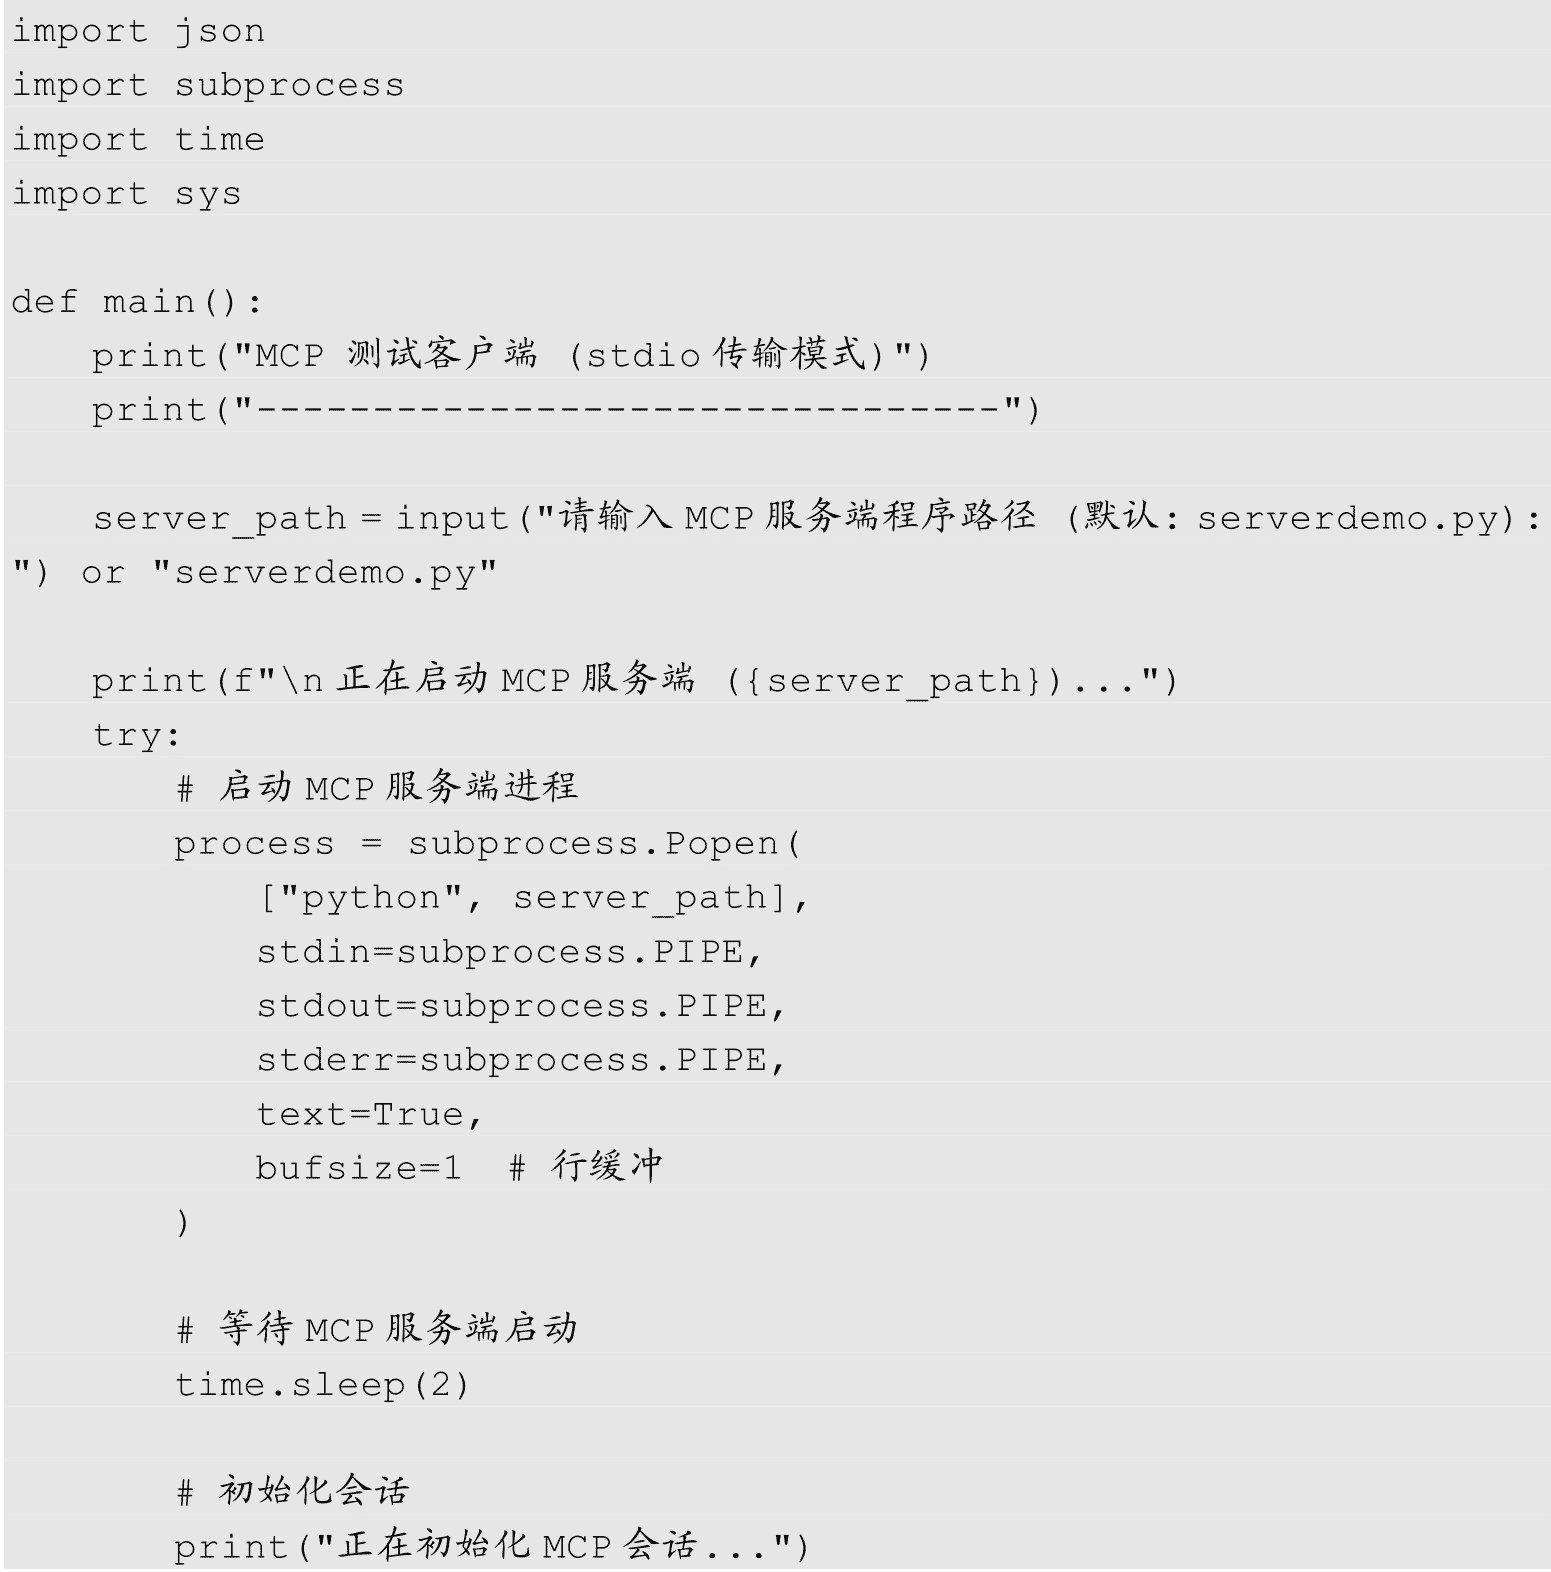 import json
import subprocess
import time
import sys
def main():
print("MCP 测试客户端 (stdio 传输模式)")
print("--------------------------------")
server_path = input("请输入 MCP 服务端程序路径 (默认: serverdemo.py):
") or "serverdemo.py"
print(f"\n 正在启动 MCP 服务端 ({server_path})...")
try:
# 启动 MCP 服务端进程
process = subprocess.Popen(
["python", server_path],
stdin=subprocess.PIPE,
stdout=subprocess.PIPE,
stderr=subprocess.PIPE,
text=True,
bufsize=1 # 行缓冲
)
# 等待 MCP 服务端启动
time.sleep(2)
# 初始化会话
print("正在初始化 MCP 会话...")